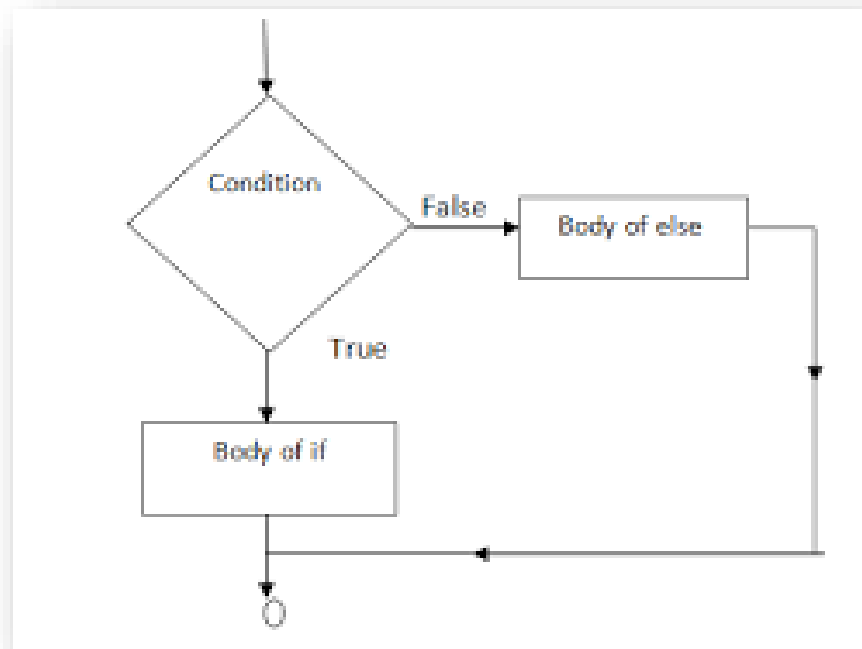 Condition
False
Body of else
True
Body of if